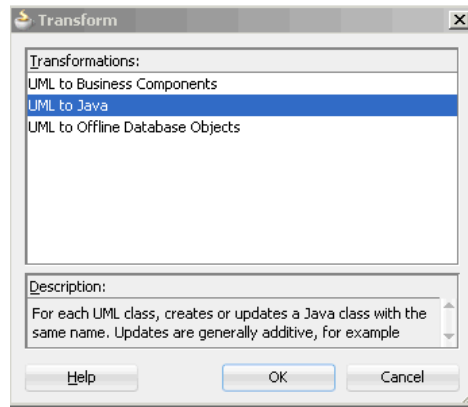 Transform
Transformations:
UML to Business Components
UML to Java
UML to Offline Database Objects
Description:
For each UML class, creates or updates a Java class with the
same name. Updates are generally additive, for example
Help OK Cancel